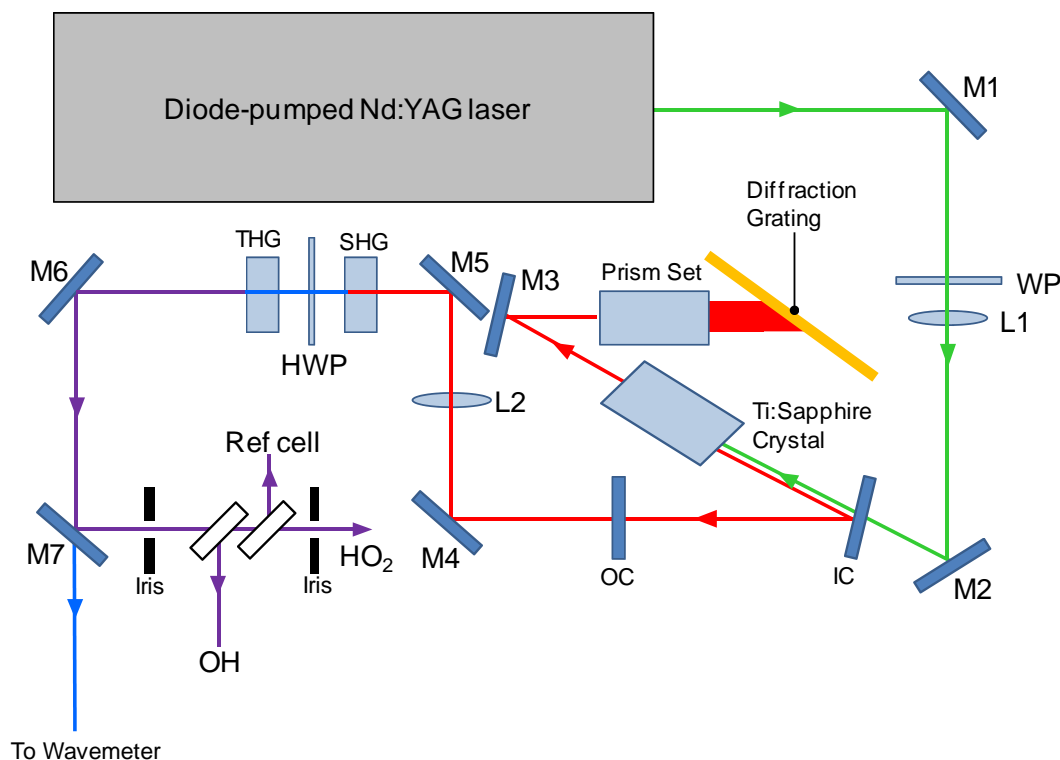 Diode-pumped Nd:YAG laser
M1
Diffraction
Grating
THG
SHG
M6
M5
M3
Prism Set
WP
L1
HWP
L2
Ti:Sapphire
Crystal
Ref cell
M7
Iris
HO2
Iris
M4
OC
IC
M2
OH
To Wavemeter